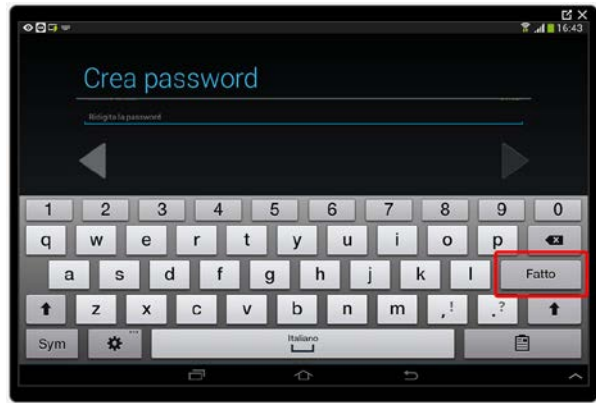 16:43
Crea password
Ridigita la password
1 2 3 4 5 6 7 8 9 0
q w e r t y u i o p
a s d f g h j k l Fatto
z x c v b n m ,! .?
Sym Italiano